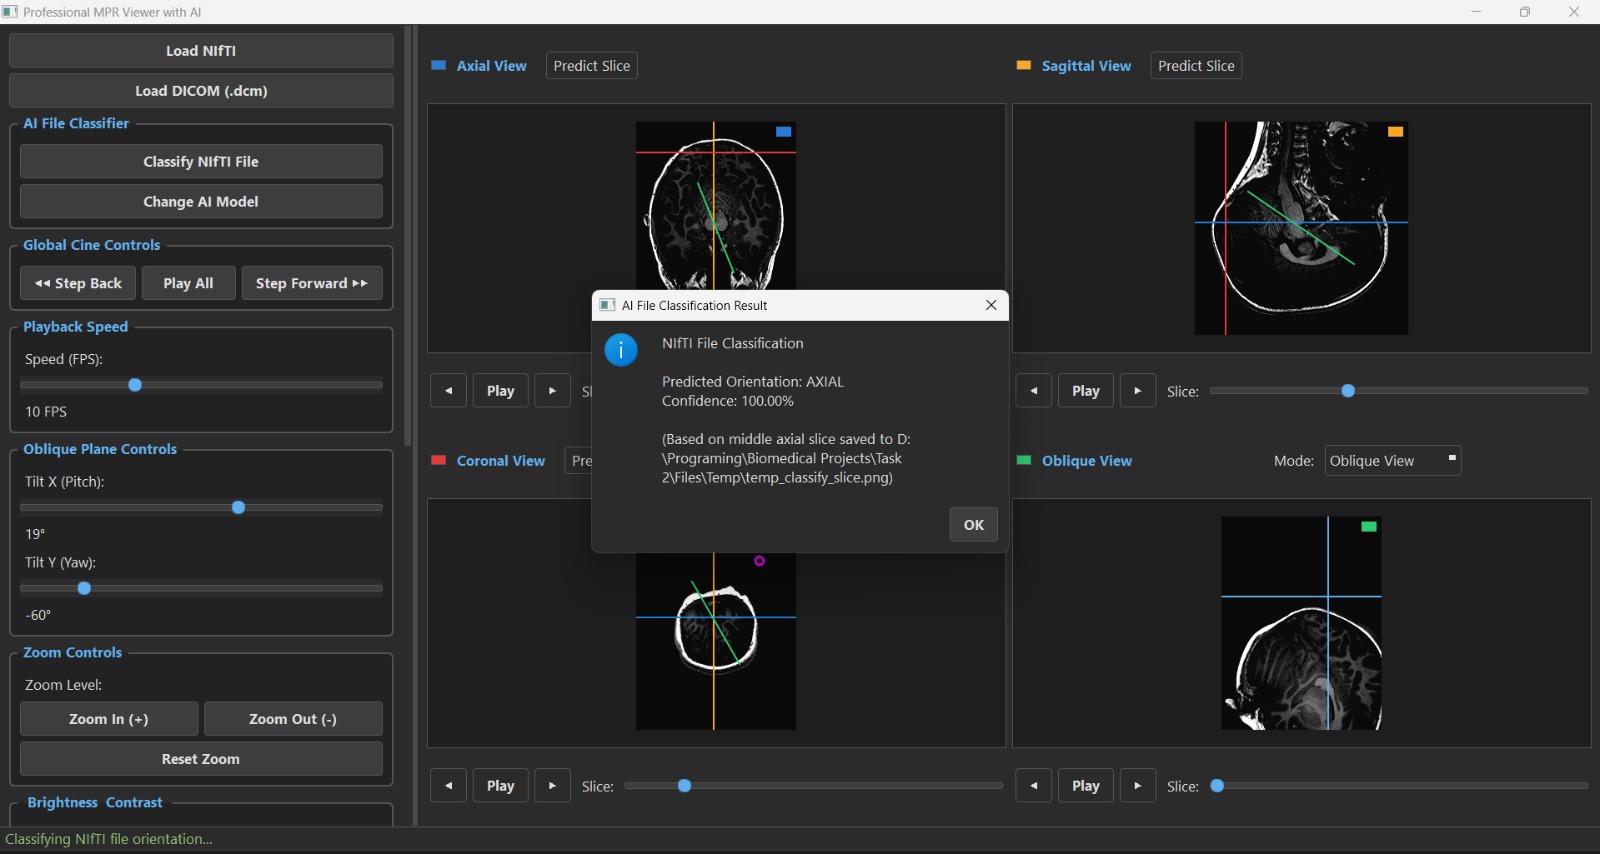 Professional MPR Viewer with AI
Load NIfTI
Load DICOM (.dcm)
AI File Classifier
Classify NIfTI File
Change AI Model
Global Cine Controls
Step Back
Play All
Step Forward
Playback Speed
Speed (FPS):
10 FPS
Oblique Plane Controls
Tilt X (Pitch):
19°
Tilt Y (Yaw):
-60°
Zoom Controls
Zoom Level:
Zoom In (+)
Zoom Out (-)
Reset Zoom
Brightness Contrast
Classifying NIfTI file orientation...
Axial View
Predict Slice
Play
Sl
Sagittal View
Predict Slice
Play
Slice:
AI File Classification Result
NIfTI File Classification
Predicted Orientation: AXIAL
Confidence: 100.00%
(Based on middle axial slice saved to D:
\Programing\Biomedical Projects\Task
2\Files\Temp\temp_classify_slice.png)
OK
Coronal View
Pre
Play
Slice:
Oblique View
Mode:
Oblique View
Play
Slice: